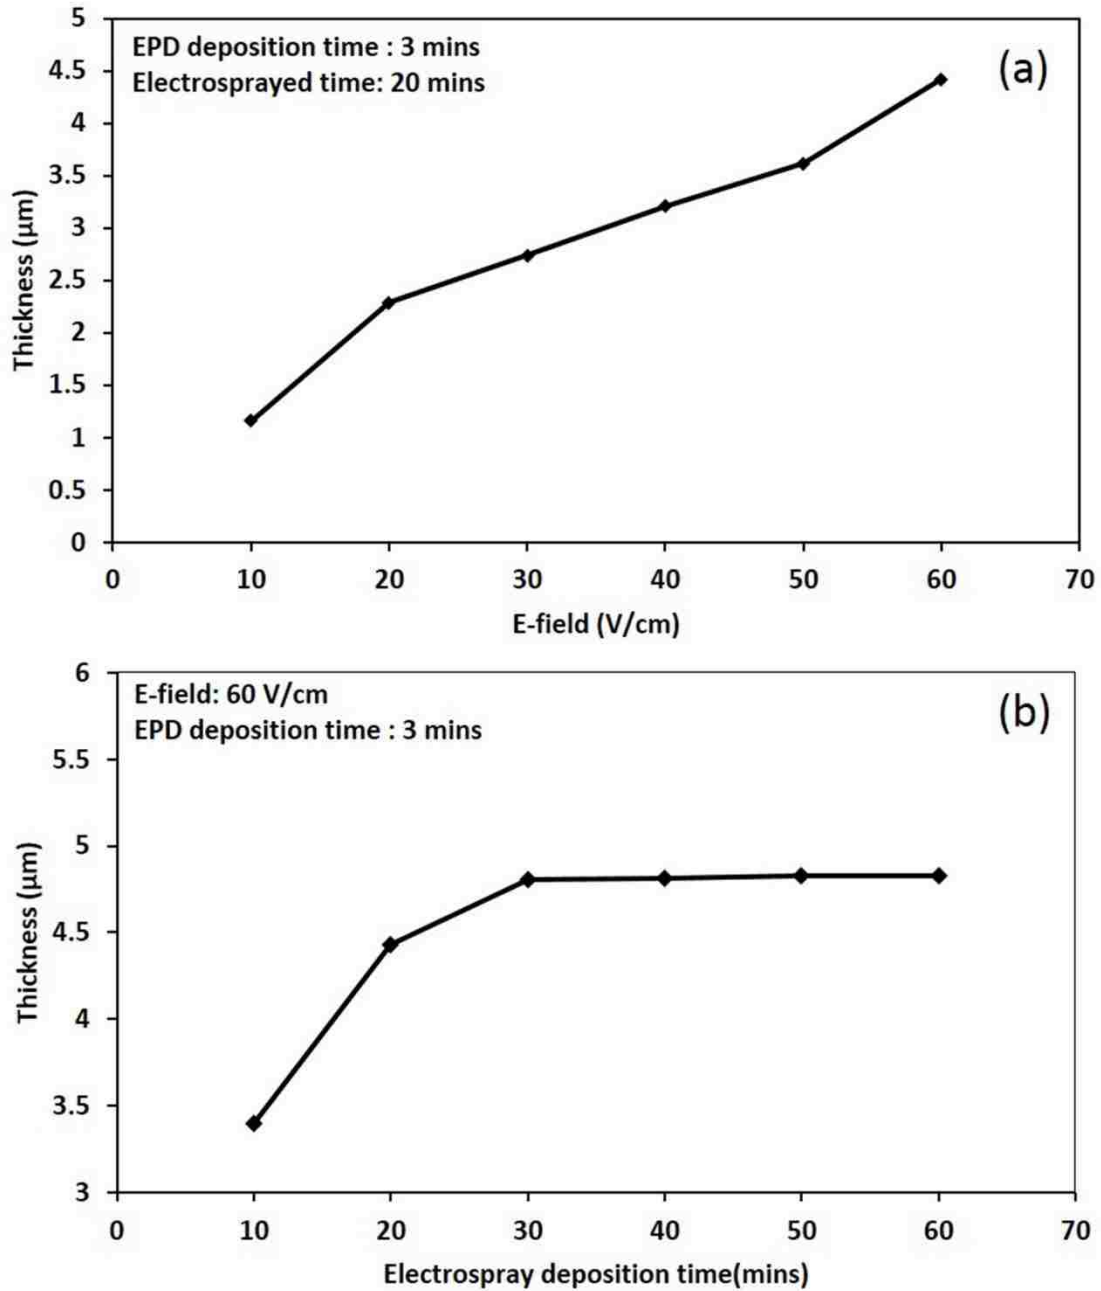 EPD deposition time : 3 mins
Electrosprayed time: 20 mins
(a)
5
4.5
4
3.5
3
2.5
2
1.5
1
0.5
0
Thickness (µm)
0 10 20 30 40 50 60 70
E-field (V/cm)
E-field: 60 V/cm
EPD deposition time : 3 mins
(b)
6
5.5
5
4.5
4
3.5
3
Thickness (µm)
0 10 20 30 40 50 60 70
Electrospray deposition time(mins)